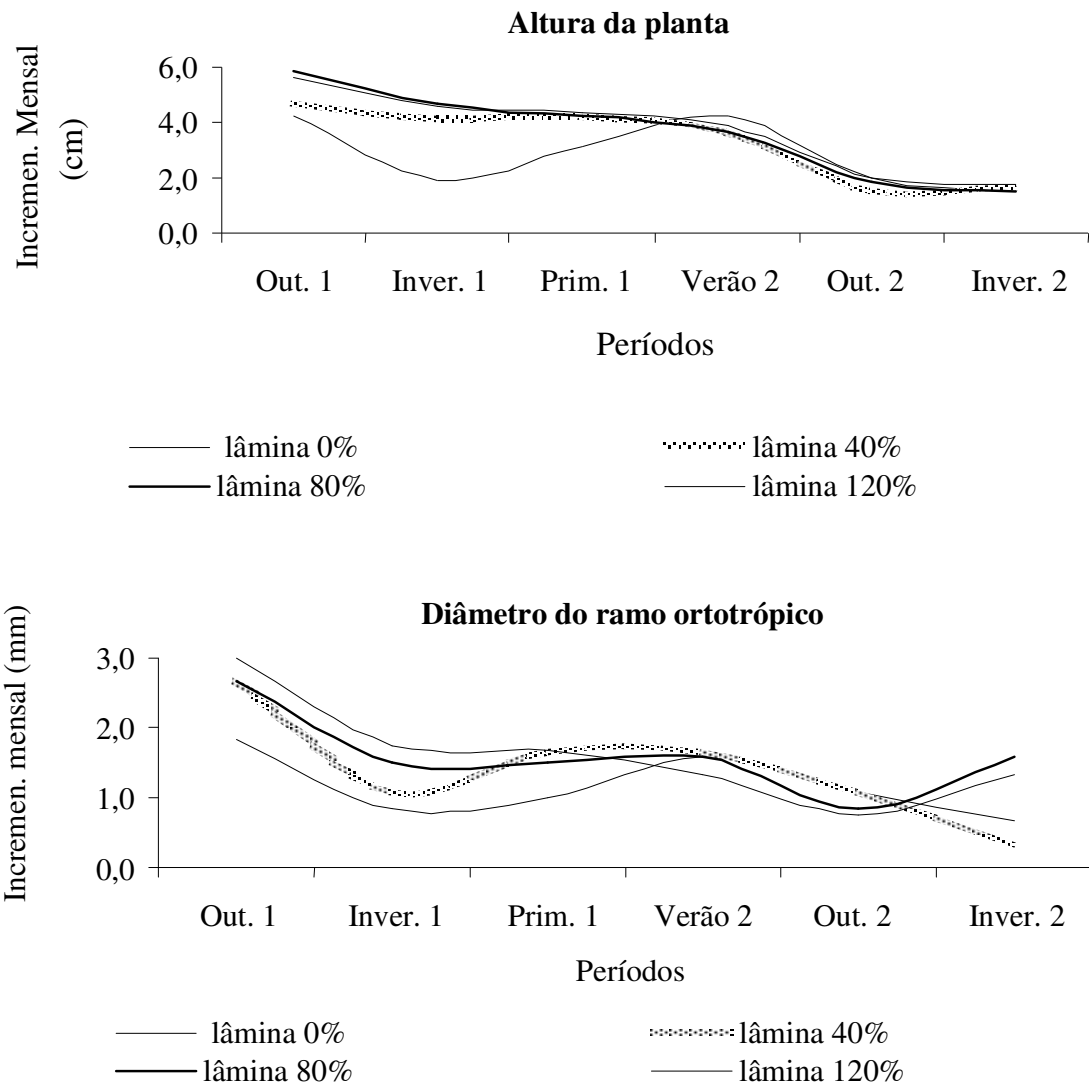 Altura da planta
Incremen. Mensal
(cm)
6,0
4,0
2,0
0,0
Out. 1 Inver. 1 Prim. 1 Verão 2 Out. 2 Inver. 2
Períodos
lâmina 0% lâmina 40%
lâmina 80% lâmina 120%
Diâmetro do ramo ortotrópico
Incremen. mensal (mm)
3,0
2,0
1,0
0,0
Out. 1 Inver. 1 Prim. 1 Verão 2 Out. 2 Inver. 2
Períodos
lâmina 0% lâmina 40%
lâmina 80% lâmina 120%